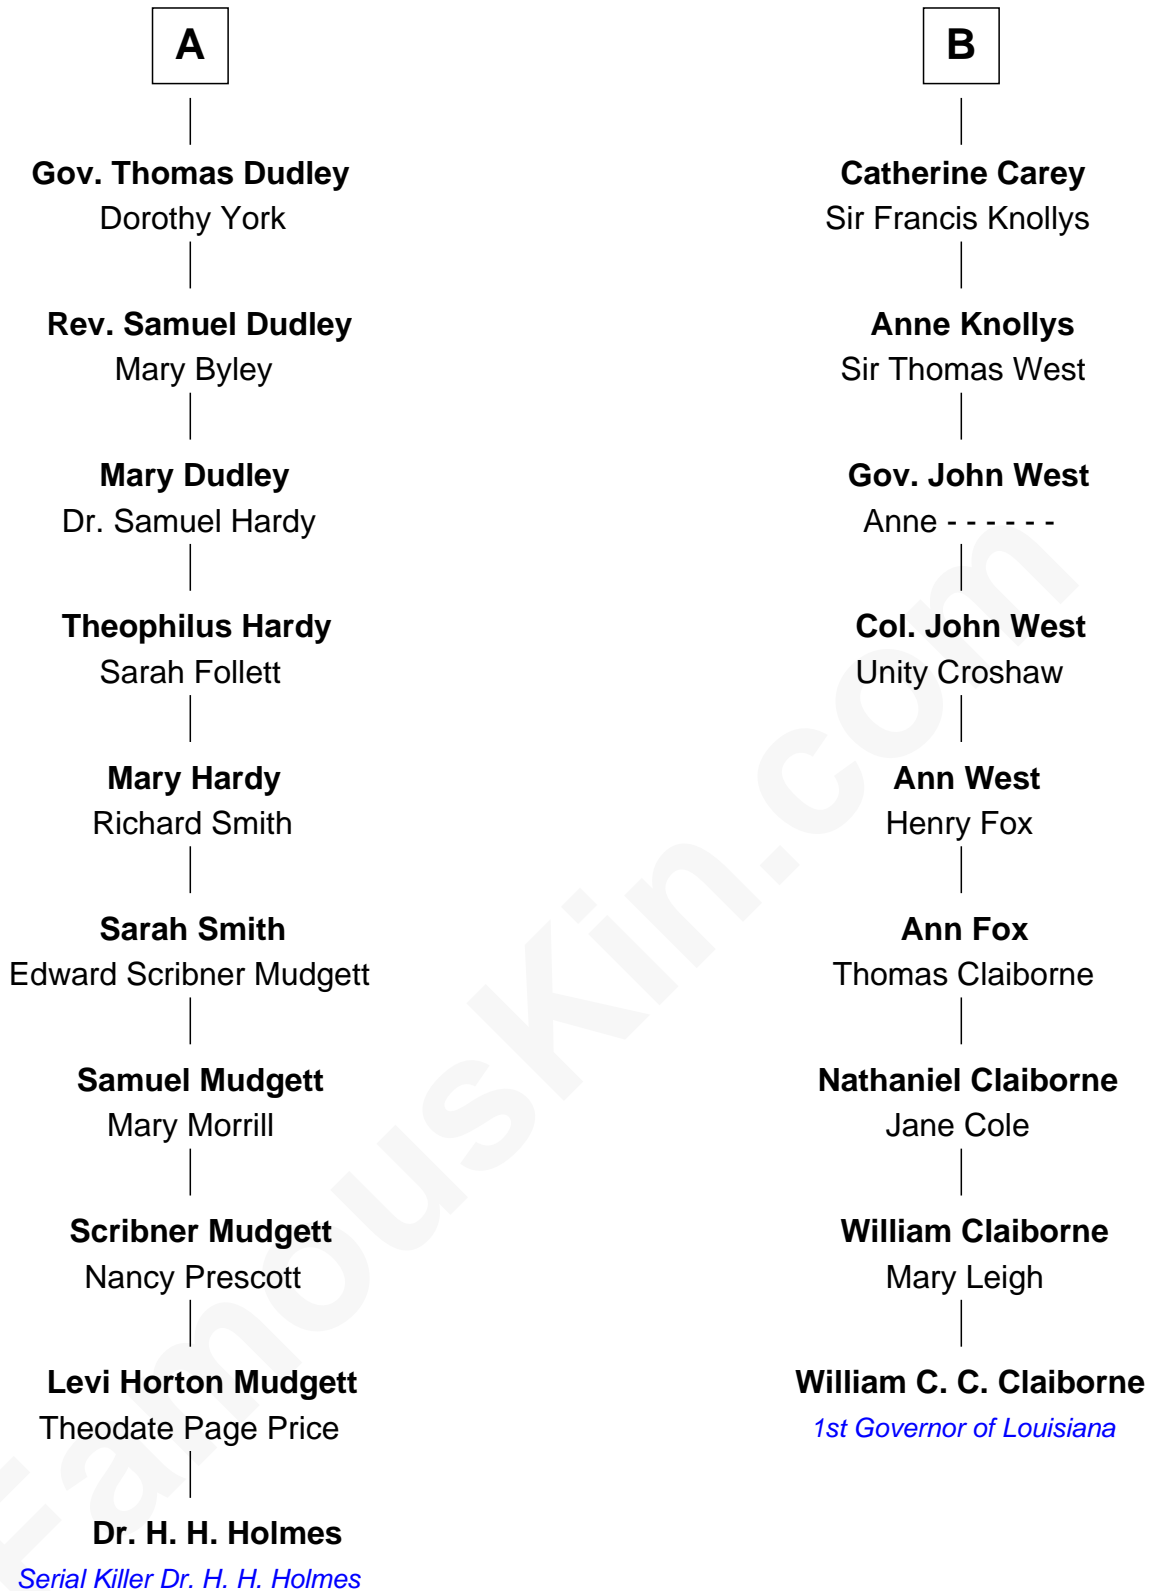 A
Gov. Thomas Dudley
Dorothy York
Rev. Samuel Dudley
Mary Byley
Mary Dudley
Dr. Samuel Hardy
Theophilus Hardy
Sarah Follett
Mary Hardy
Richard Smith
Sarah Smith
Edward Scribner Mudgett
Samuel Mudgett
Mary Morrill
Scribner Mudgett
Nancy Prescott
Levi Horton Mudgett
Theodate Page Price
Dr. H. H. Holmes
Serial Killer Dr. H. H. Holmes
B
Catherine Carey
Sir Francis Knollys
Anne Knollys
Sir Thomas West
Gov. John West
Anne - - - - - -
Col. John West
Unity Croshaw
Ann West
Henry Fox
Ann Fox
Thomas Claiborne
Nathaniel Claiborne
Jane Cole
William Claiborne
Mary Leigh
William C. C. Claiborne
1st Governor of Louisiana
FamousKin.com